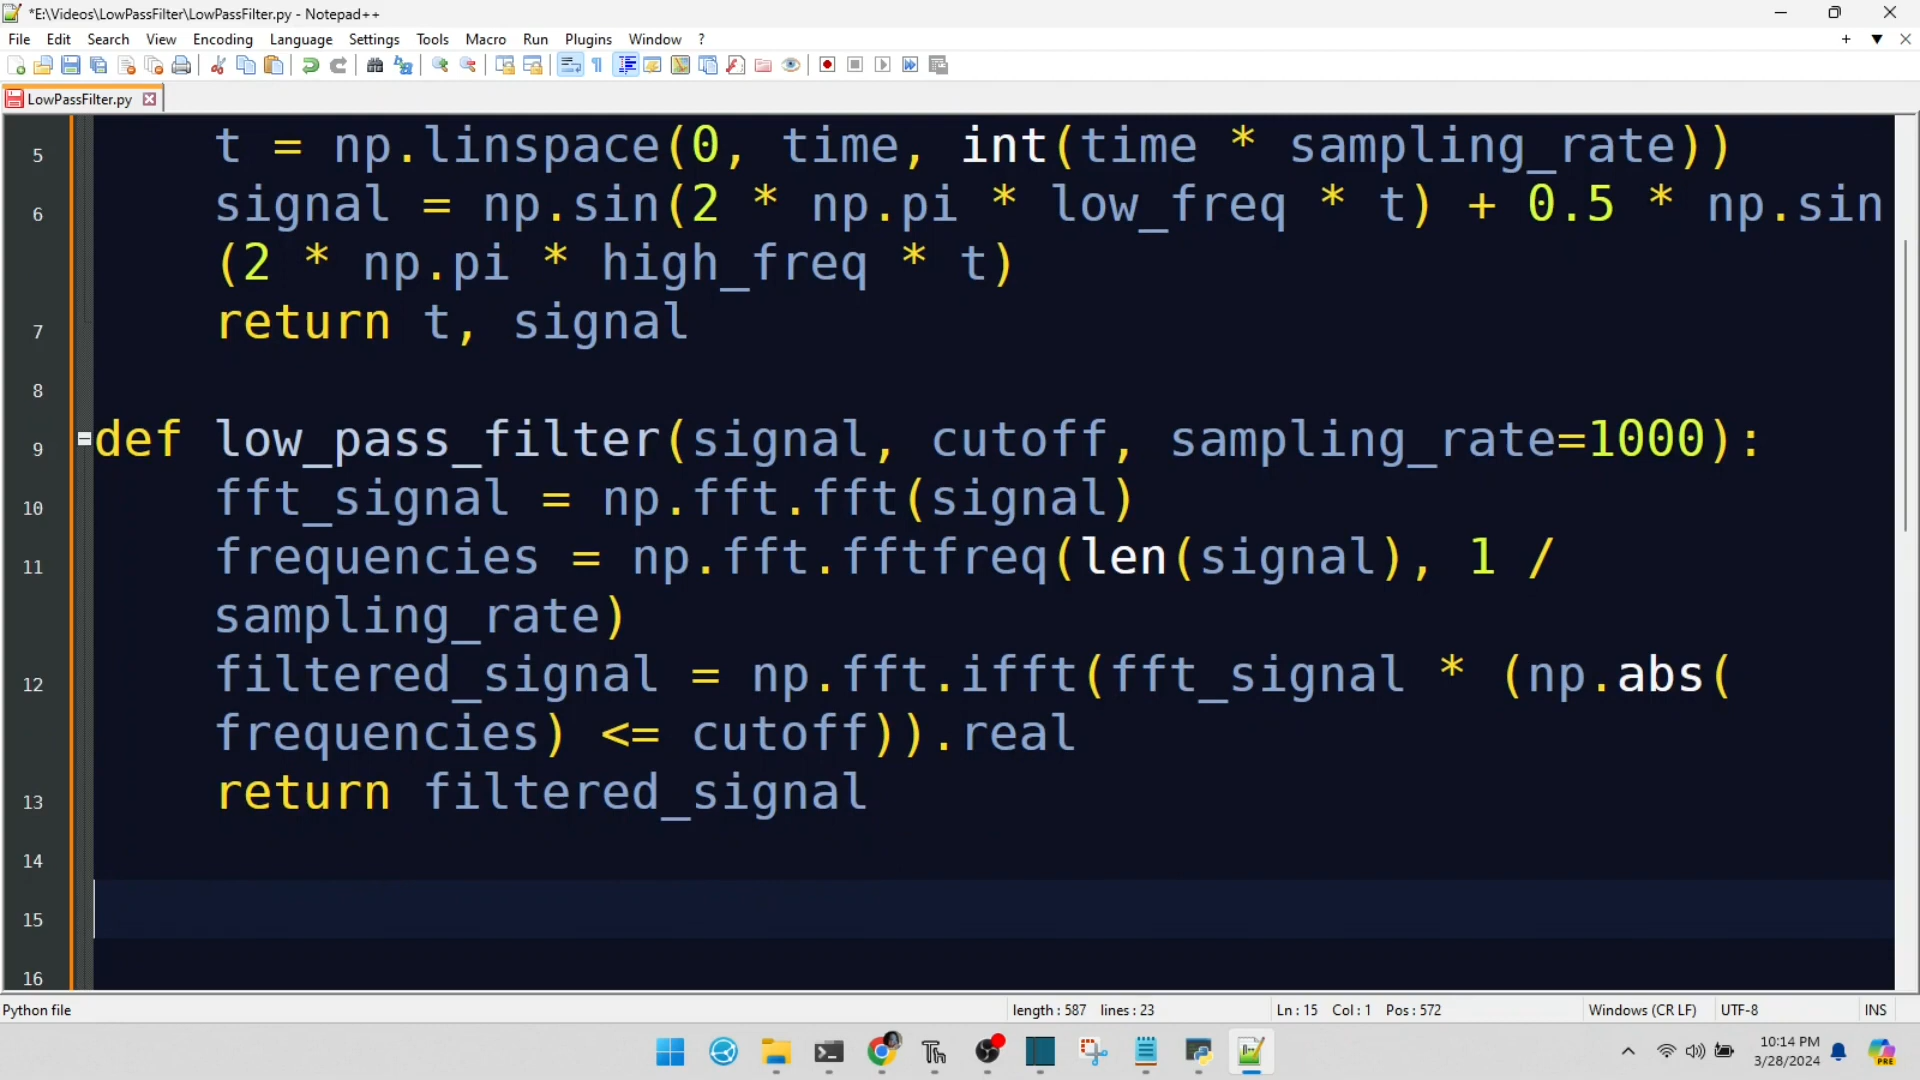 *E:\Videos\LowPassFilter\LowPassFilter.py - Notepad++
File Edit Search View Encoding Language Settings Tools Macro Run Plugins Window ?
LowPassFilter.py
5 t = np.linspace(0, time, int(time * sampling_rate))
6 signal = np.sin(2 * np.pi * low_freq * t) + 0.5 * np.sin
(2 * np.pi * high_freq * t)
7 return t, signal
8
9 def low_pass_filter(signal, cutoff, sampling_rate=1000):
10 fft_signal = np.fft.fft(signal)
11 frequencies = np.fft.fftfreq(len(signal), 1 /
sampling_rate)
12 filtered_signal = np.fft.ifft(fft_signal * (np.abs(
frequencies) <= cutoff)).real
13 return filtered_signal
14
15
16
Python file length : 587 lines : 23 Ln : 15 Col : 1 Pos : 572 Windows (CR LF) UTF-8 INS
10:14 PM
3/28/2024
PRE